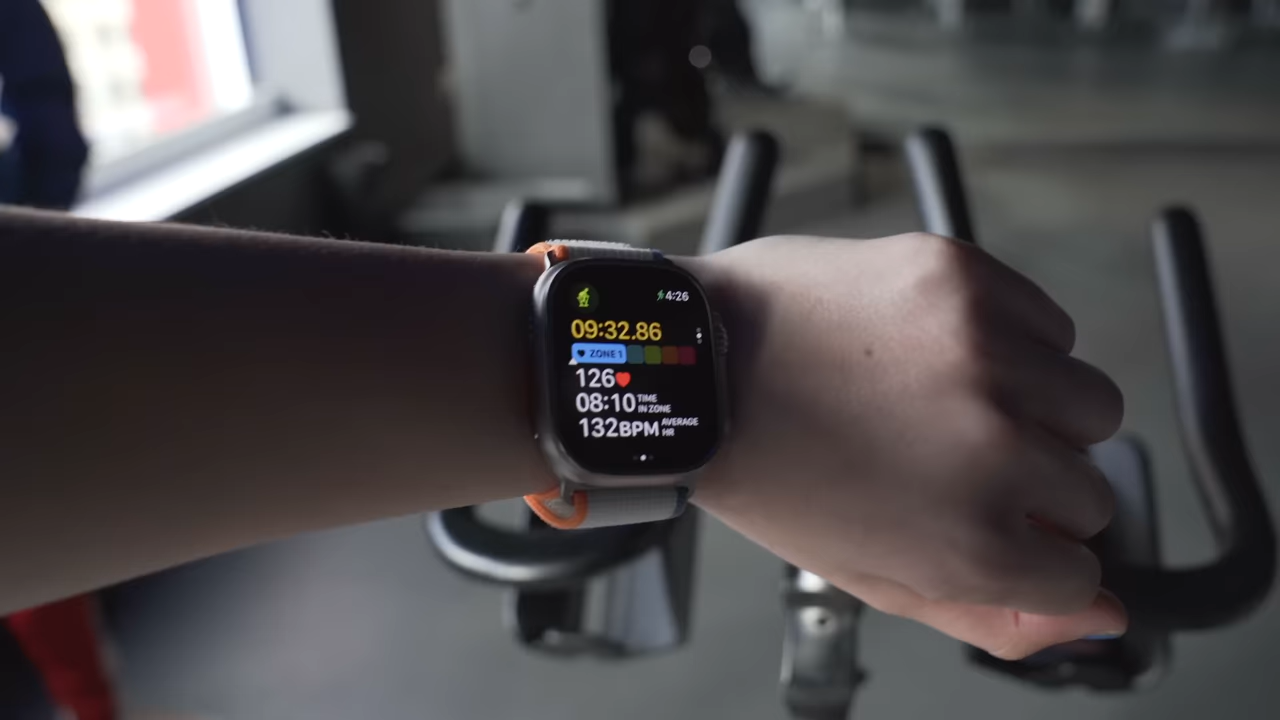 4:26
09:32.86
ZONE 1
126
08:10 TIME IN ZONE
132BPM AVERAGE HR